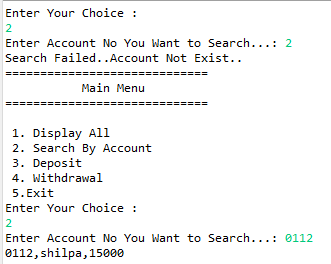 Enter Your Choice :
2
Enter Account No You Want to Search...: 2
Search Failed..Account Not Exist..
=============================
Main Menu
=============================
1. Display All
2. Search By Account
3. Deposit
4. Withdrawal
5.Exit
Enter Your Choice :
2
Enter Account No You Want to Search...: 0112
0112,shilpa,15000